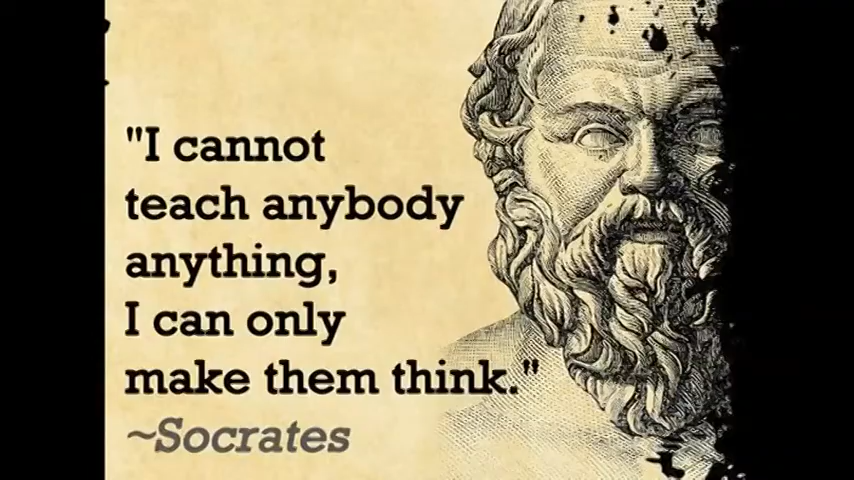 "I cannot
teach anybody
anything,
I can only
make them think."
~Socrates